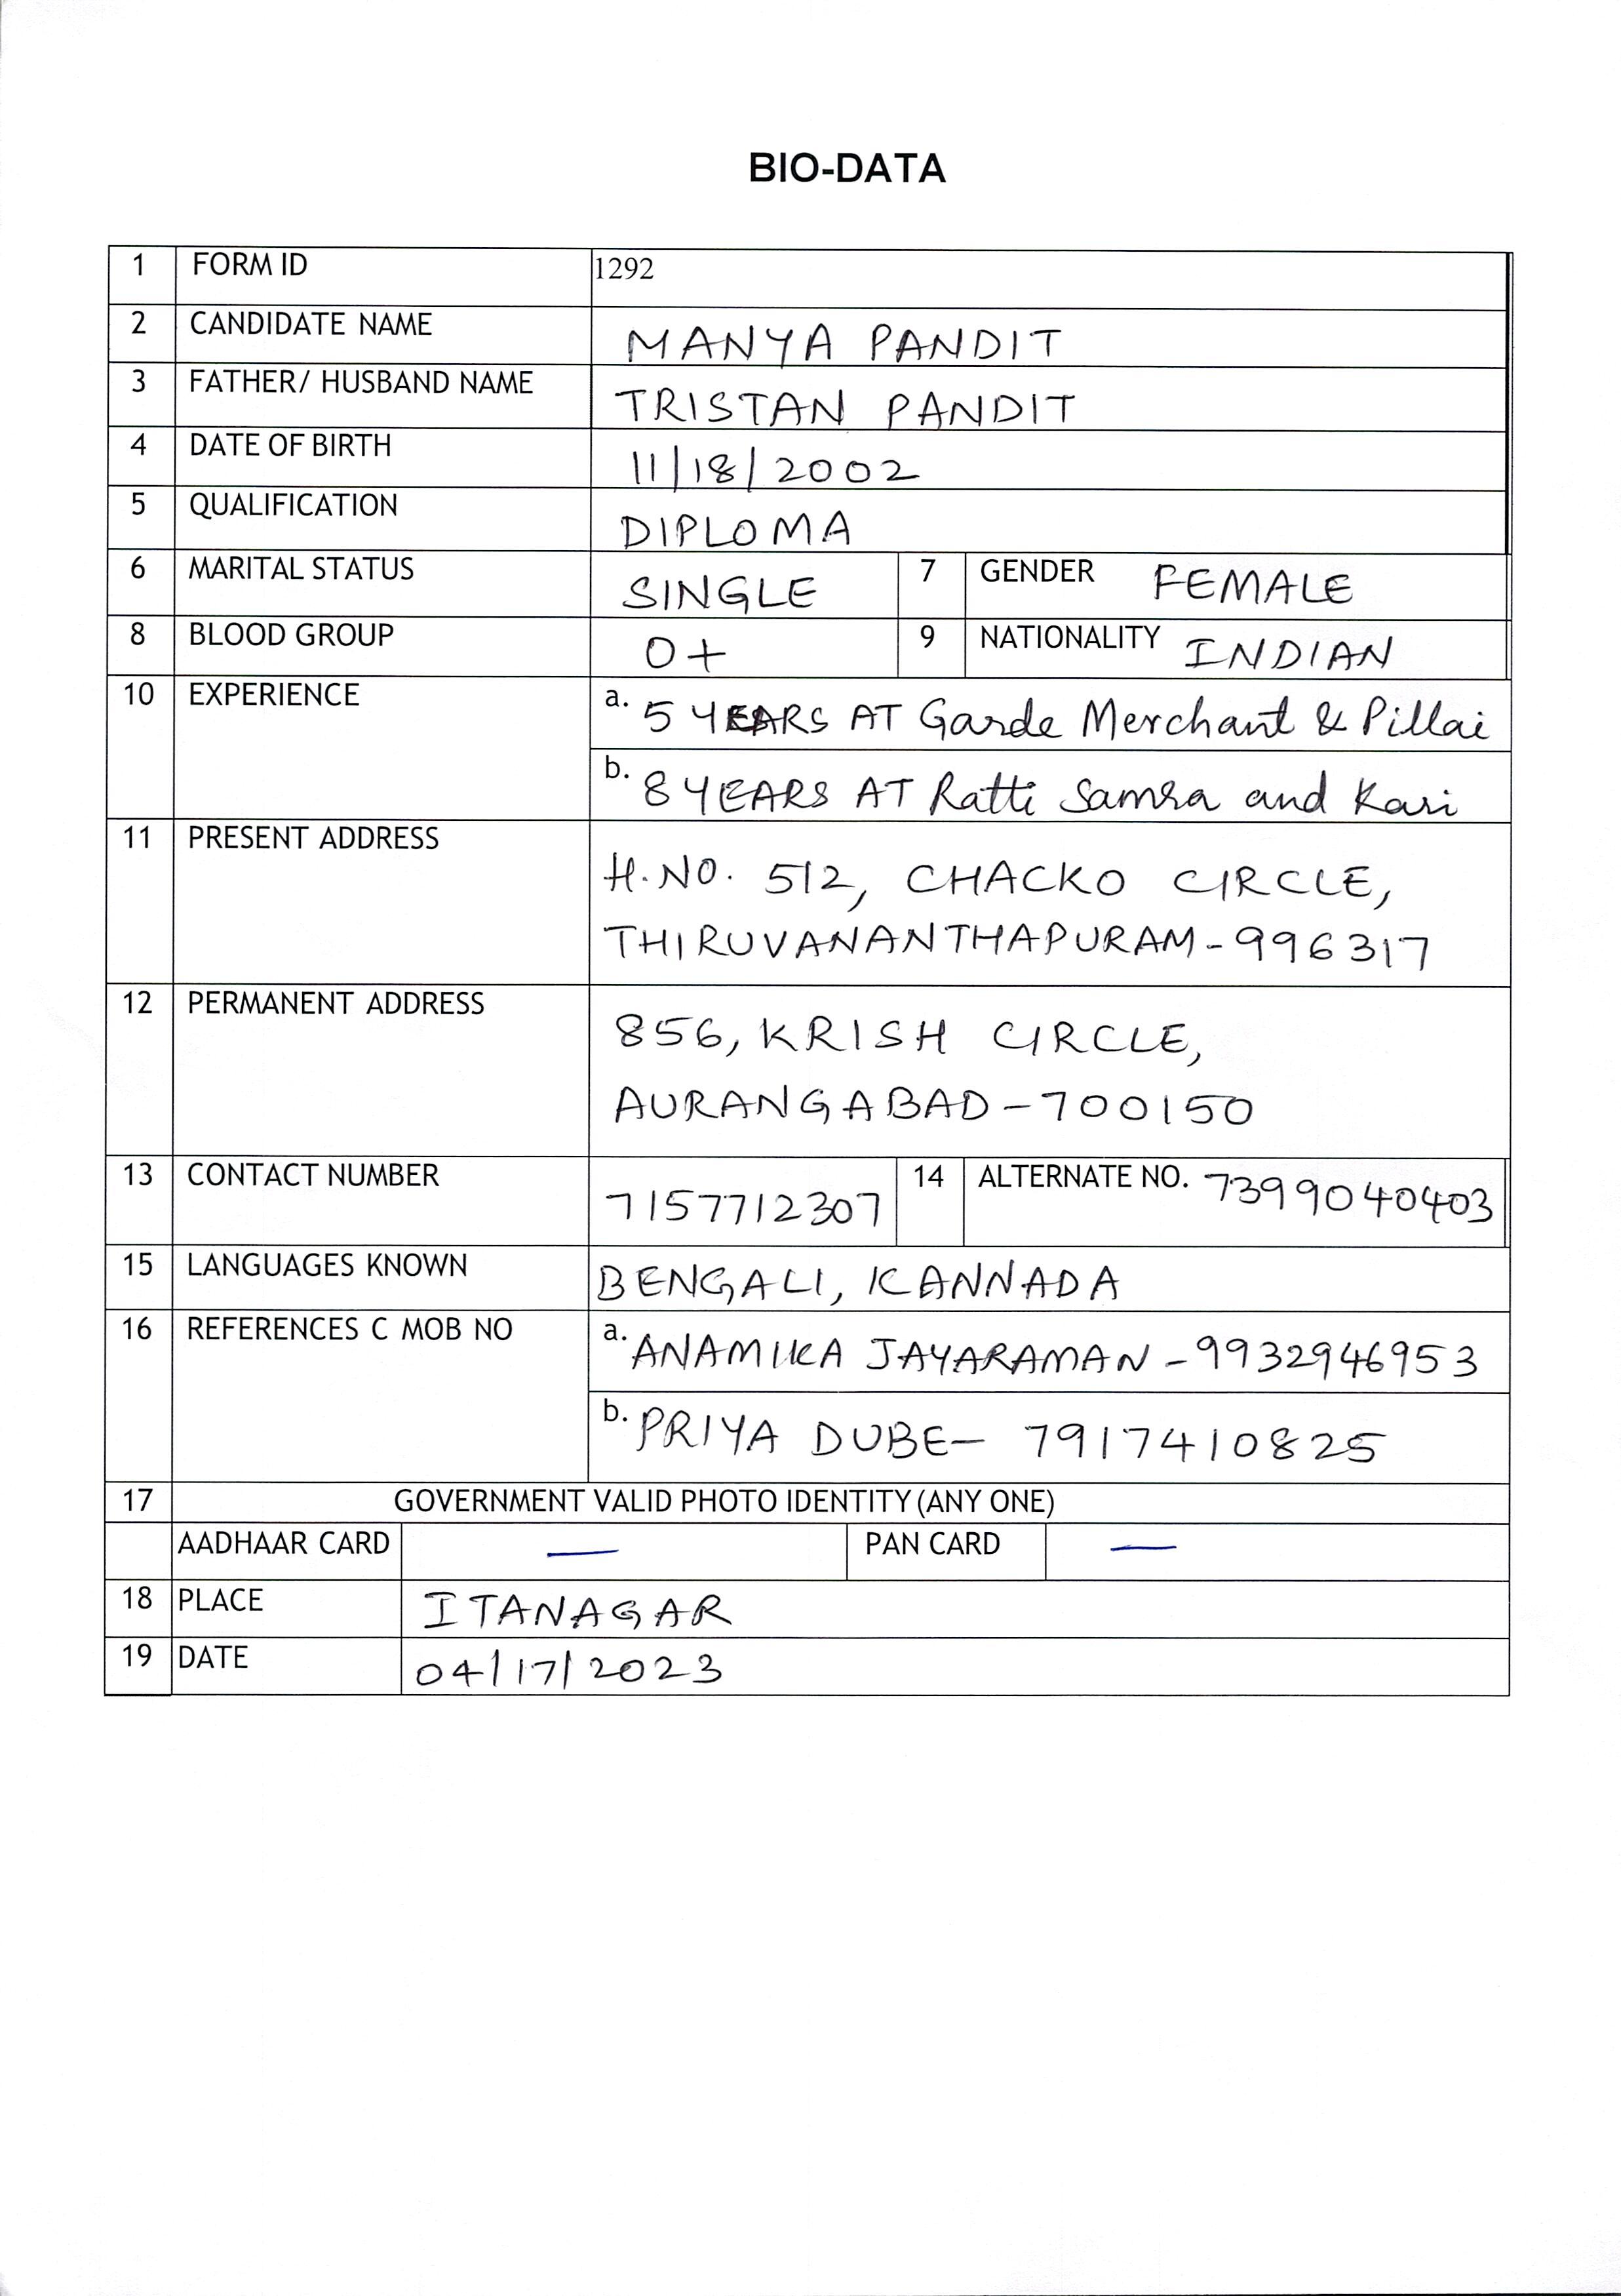 BIO-DATA
1 FORM ID 1292
2 CANDIDATE NAME MANYA PANDIT
3 FATHER/ HUSBAND NAME TRISTAN PANDIT
4 DATE OF BIRTH 11/18/2002
5 QUALIFICATION DIPLOMA
6 MARITAL STATUS SINGLE 7 GENDER FEMALE
8 BLOOD GROUP O+ 9 NATIONALITY INDIAN
10 EXPERIENCE a. 5 YEARS AT Garde Merchant & Pillai
b. 8 YEARS AT Ratti Samra and Kari
11 PRESENT ADDRESS H.NO. 512, CHACKO CIRCLE,
THIRUVANANTHAPURAM-996317
12 PERMANENT ADDRESS 856, KRISH CIRCLE,
AURANGABAD-700150
13 CONTACT NUMBER 7157712307 14 ALTERNATE NO. 7399040403
15 LANGUAGES KNOWN BENGALI, KANNADA
16 REFERENCES C MOB NO a. ANAMIKA JAYARAMAN - 9932946953
b. PRIYA DUBE- 7917410825
17 GOVERNMENT VALID PHOTO IDENTITY (ANY ONE)
AADHAAR CARD — PAN CARD —
18 PLACE ITANAGAR
19 DATE 04/17/2023